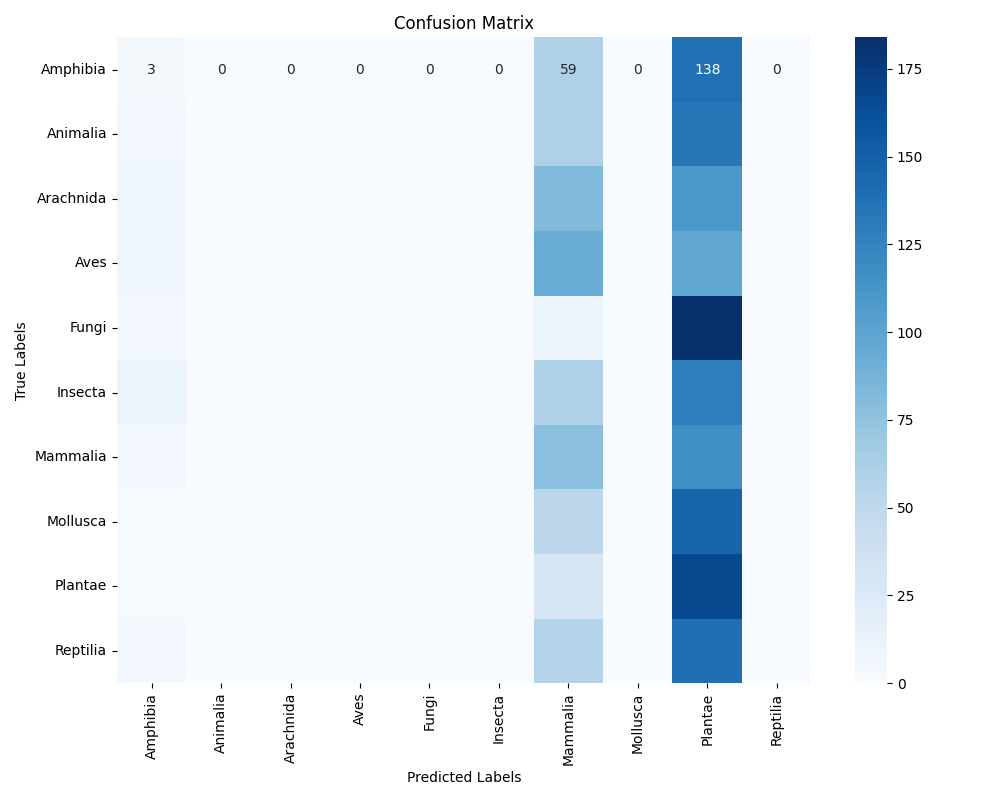 Confusion Matrix
Amphibia 3 0 0 0 0 0 59 0 138 0
Animalia
Arachnida
Aves
Fungi
Insecta
Mammalia
Mollusca
Plantae
Reptilia
True Labels
Amphibia Animalia Arachnida Aves Fungi Insecta Mammalia Mollusca Plantae Reptilia
Predicted Labels
175
150
125
100
75
50
25
0